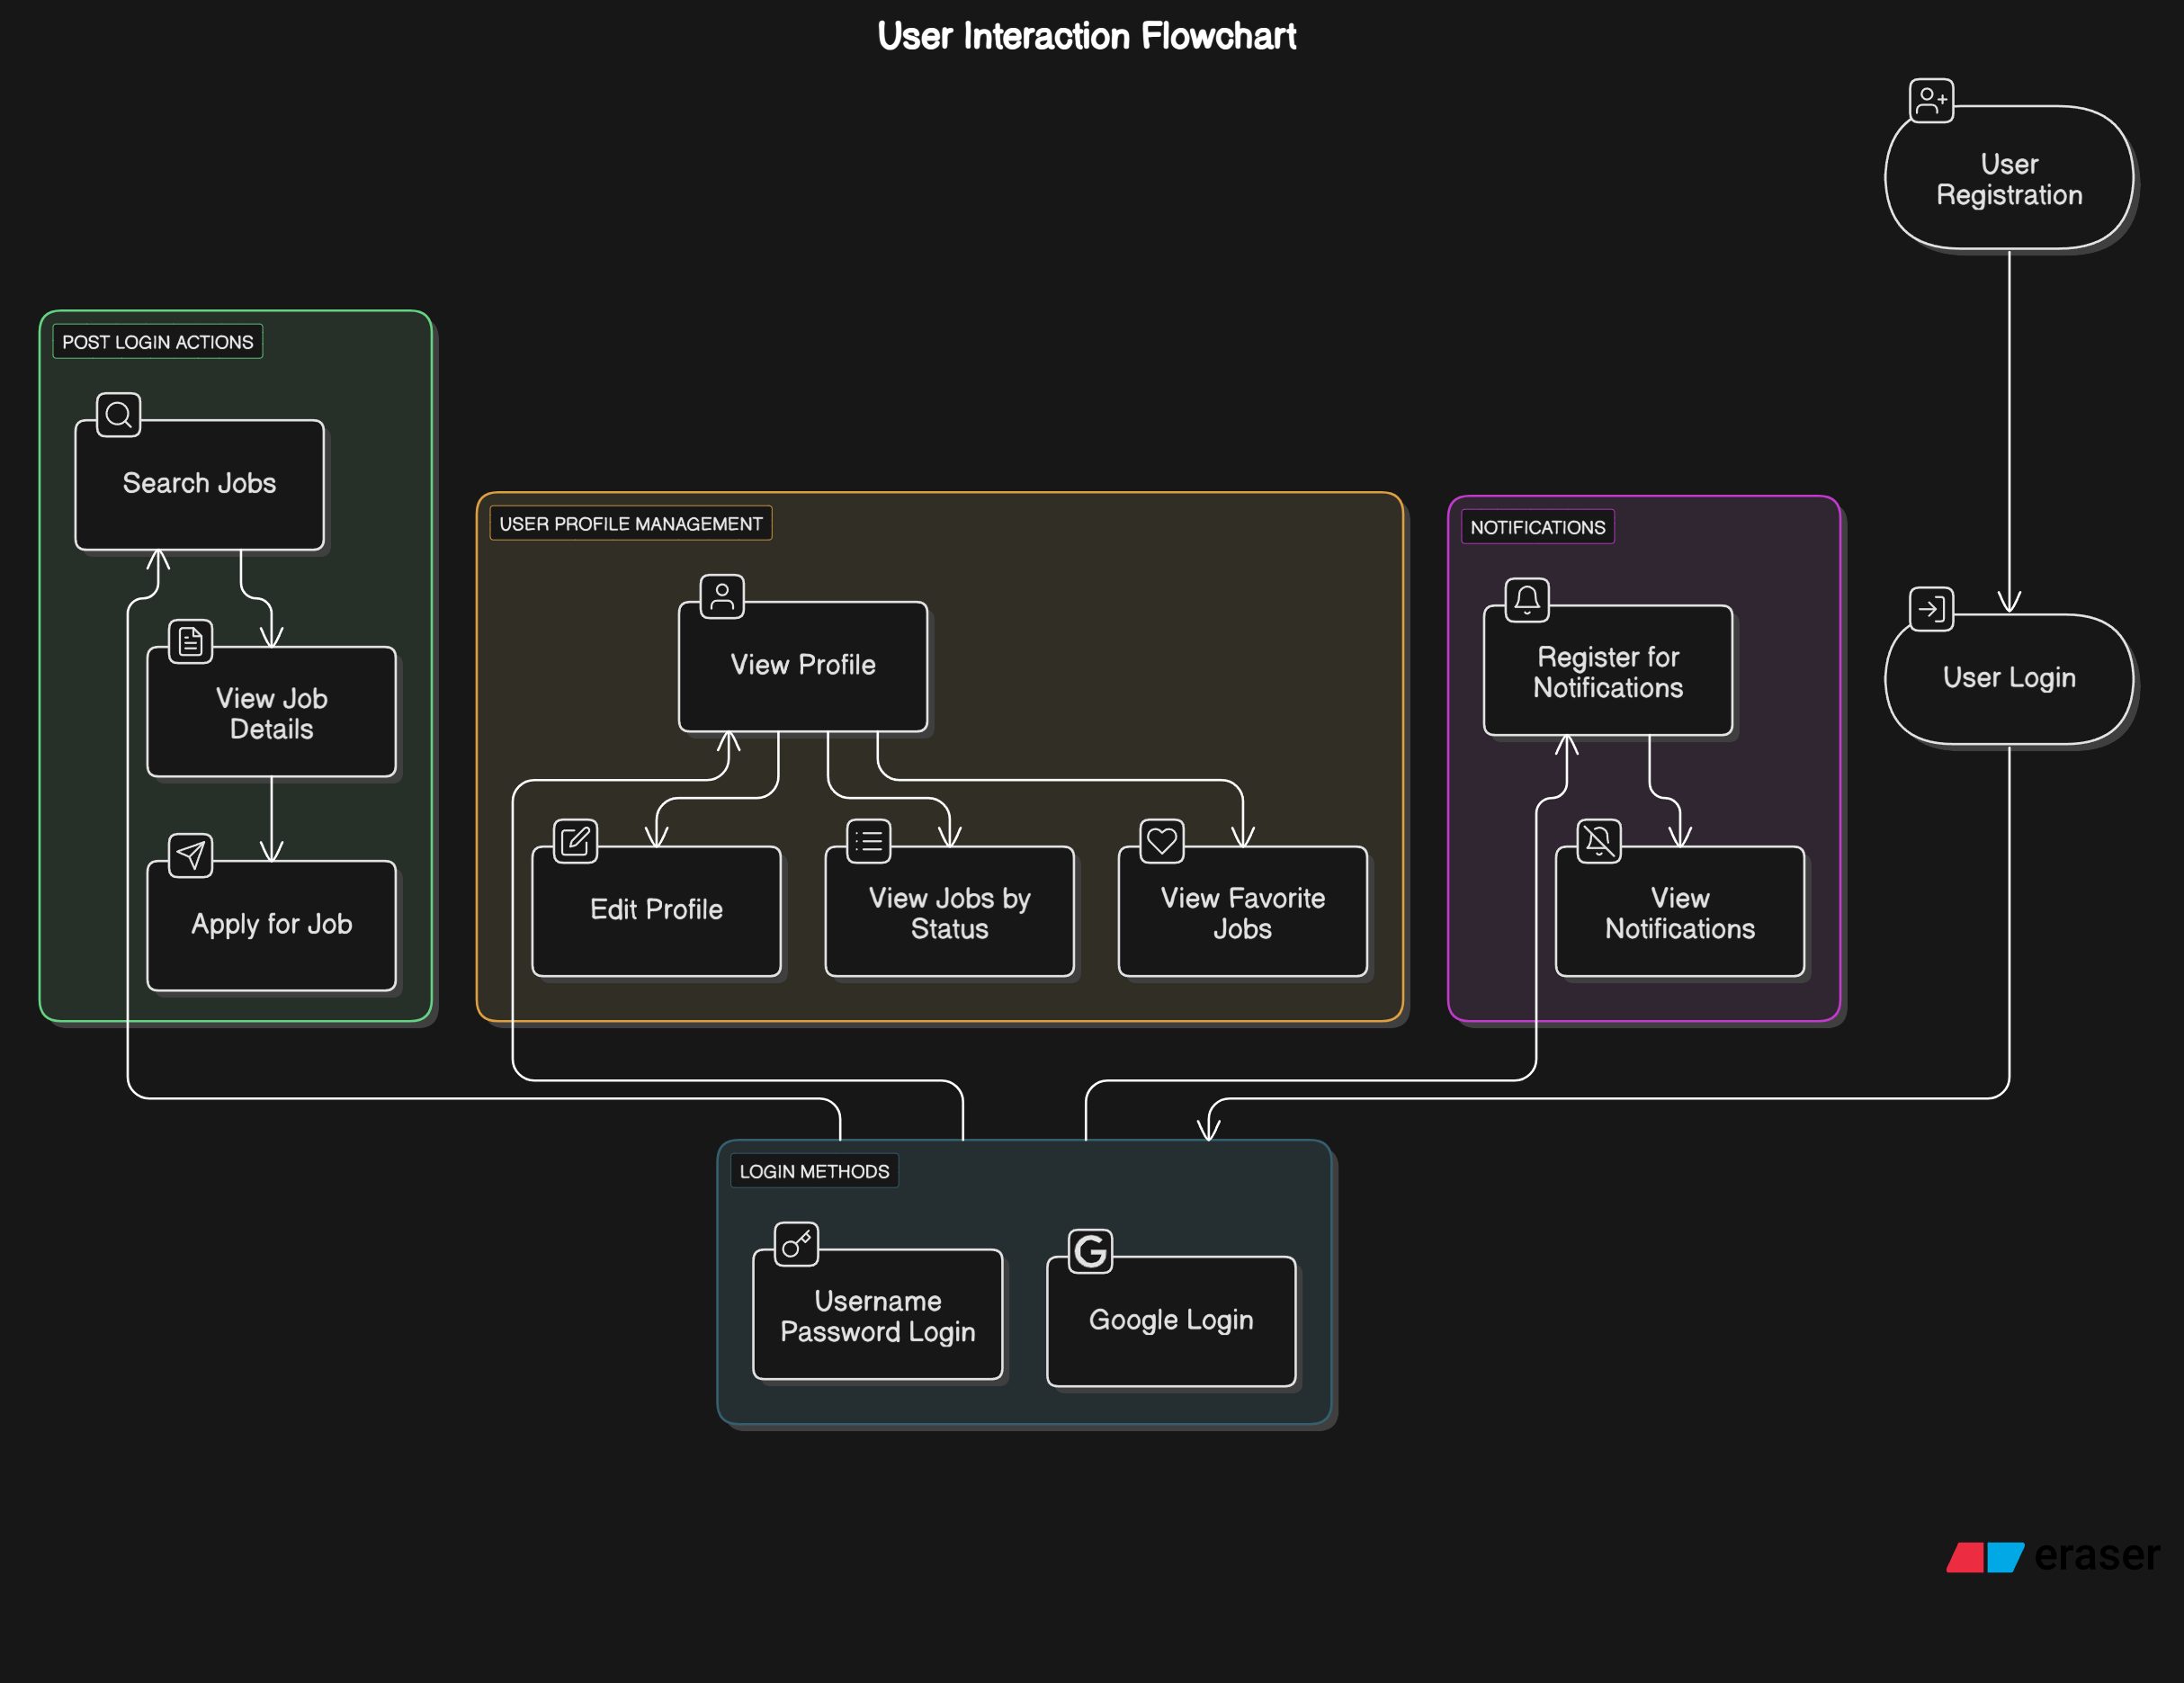 User Interaction Flowchart
User
Registration
POST LOGIN ACTIONS
Search Jobs
View Job
Details
Apply for Job
USER PROFILE MANAGEMENT
View Profile
Edit Profile
View Jobs by
Status
View Favorite
Jobs
NOTIFICATIONS
Register for
Notifications
View
Notifications
User Login
LOGIN METHODS
Username
Password Login
G
Google Login
eraser